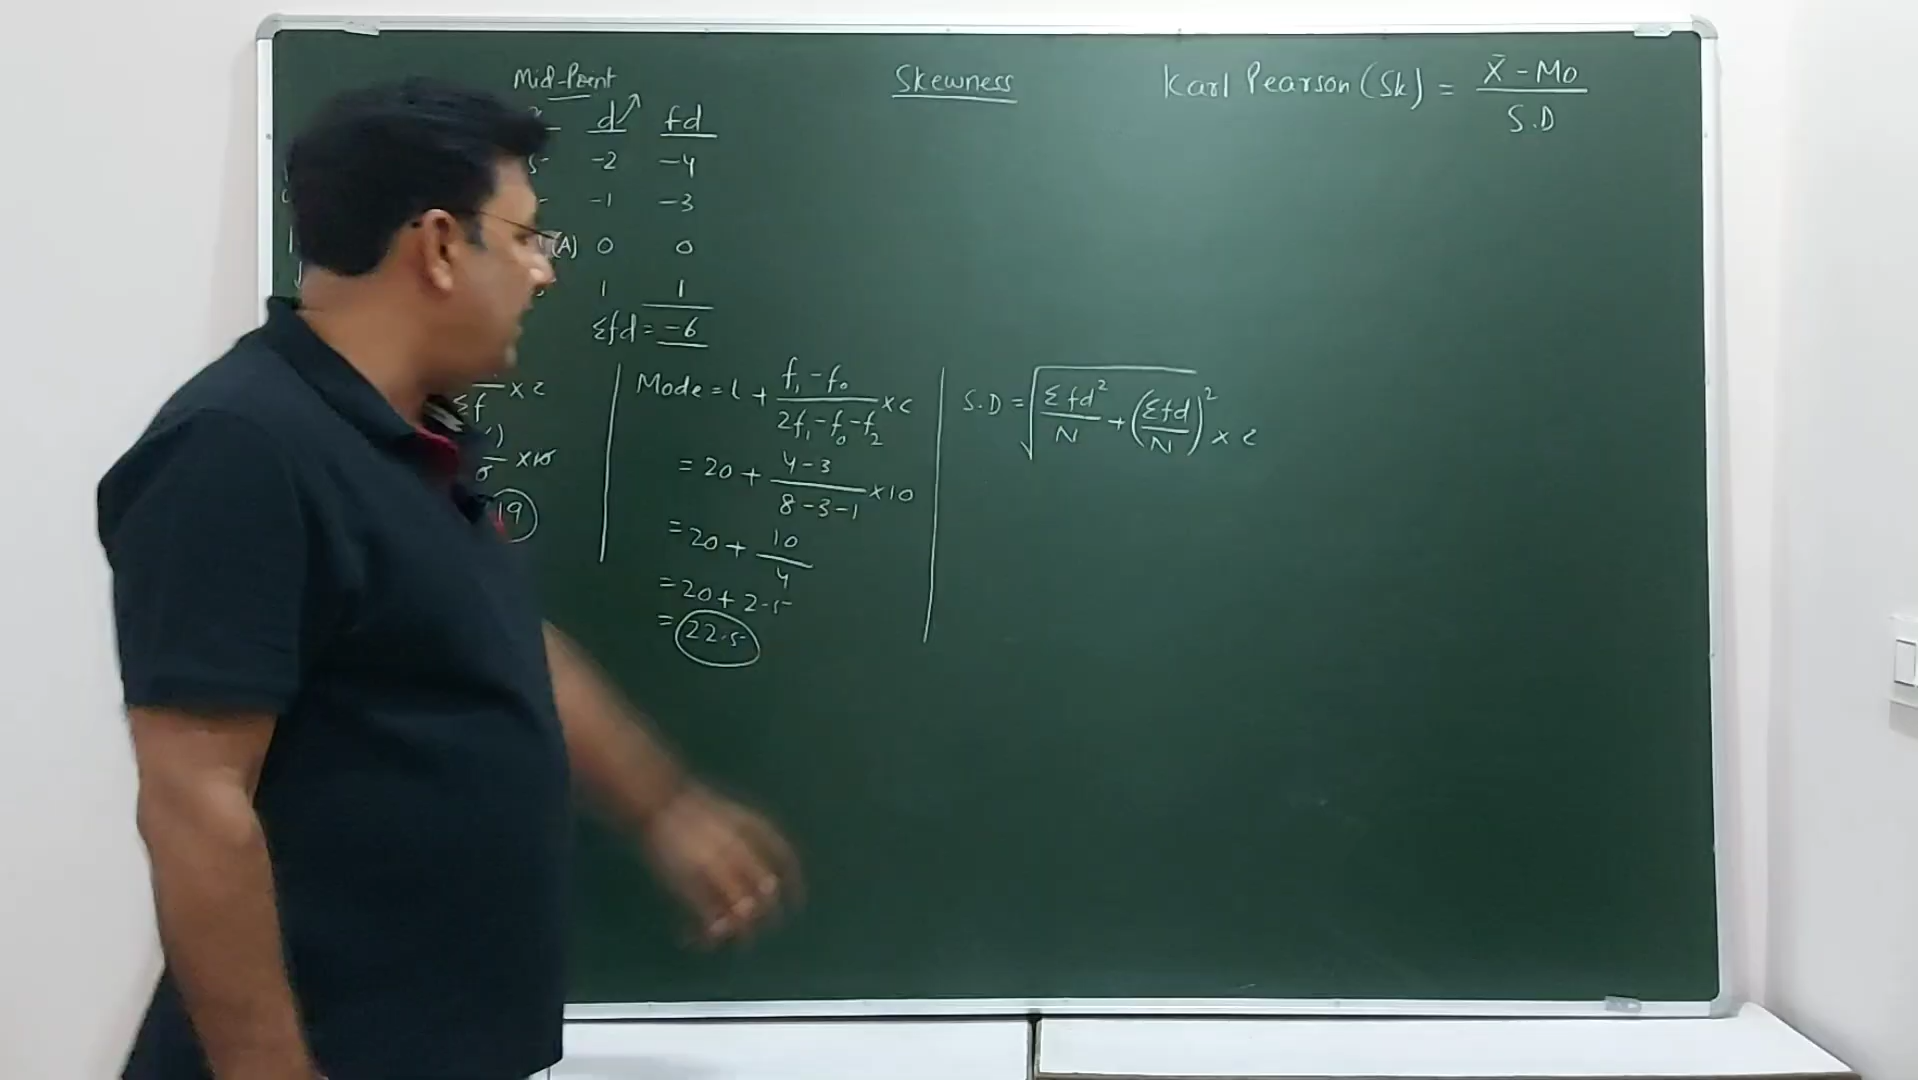 Mid-Point
d fd
-2 -4
-1 -3
(A) 0 0
1 1
Σfd = -6
Skewness
Karl Pearson (Sk) = X̄ - Mo / S.D
× c
Σf
× 10
19
Mode = l + f₁ - f₀ / 2f₁ - f₀ - f₂ × c
= 20 + 4 - 3 / 8 - 3 - 1 × 10
= 20 + 10 / 4
= 20 + 2.5
= 22.5
S.D = √ Σfd² / N + (Σfd / N)² × c